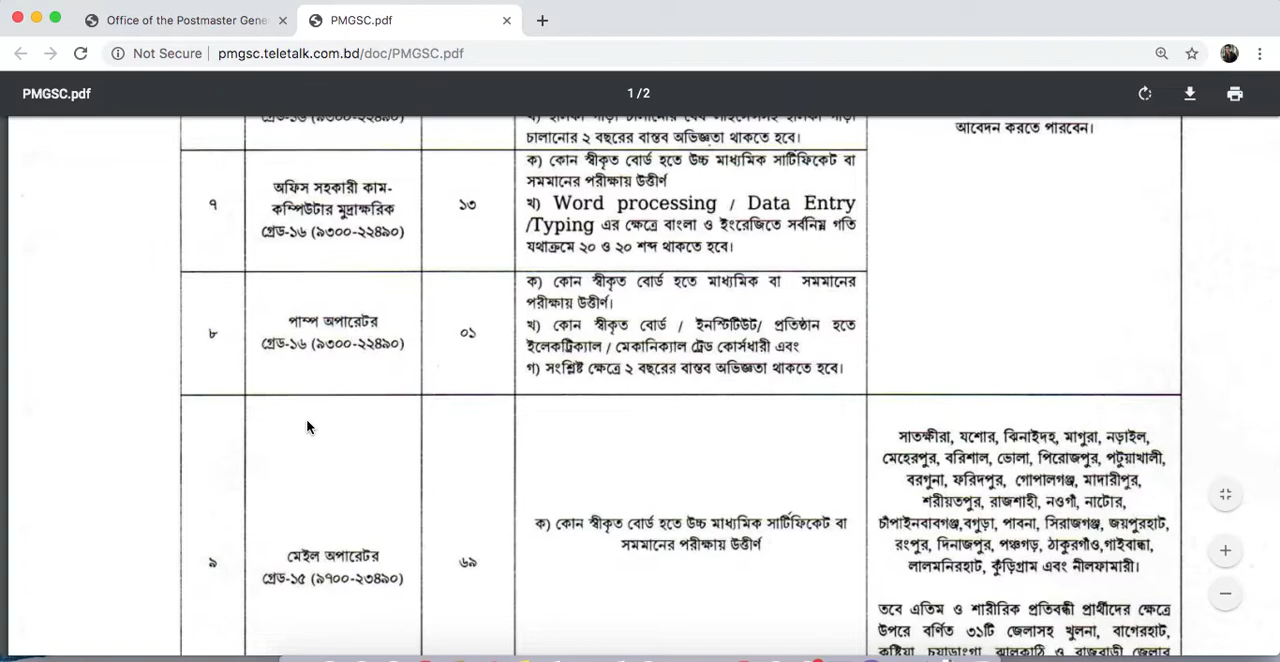 Office of the Postmaster Gene
PMGSC.pdf
Not Secure
pmgsc.teletalk.com.bd/doc/PMGSC.pdf
PMGSC.pdf
1 / 2
গ্রেড-১৬ (৯৩০০-২২৪৯০)
চালানোর ২ বছরের বাস্তব অভিজ্ঞতা থাকতে হবে।
আবেদন করতে পারবেন।
৭
অফিস সহকারী কাম-
কম্পিউটার মুদ্রাক্ষরিক
গ্রেড-১৬ (৯৩০০-২২৪৯০)
১৩
ক) কোন স্বীকৃত বোর্ড হতে উচ্চ মাধ্যমিক সার্টিফিকেট বা
সমমানের পরীক্ষায় উত্তীর্ণ
খ) Word processing / Data Entry
/Typing এর ক্ষেত্রে বাংলা ও ইংরেজিতে সর্বনিম্ন গতি
যথাক্রমে ২০ ও ২০ শব্দ থাকতে হবে।
৮
পাম্প অপারেটর
গ্রেড-১৬ (৯৩০০-২২৪৯০)
০১
ক) কোন স্বীকৃত বোর্ড হতে মাধ্যমিক বা সমমানের
পরীক্ষায় উত্তীর্ণ।
খ) কোন স্বীকৃত বোর্ড / ইনস্টিটিউট/ প্রতিষ্ঠান হতে
ইলেকট্রিক্যাল / মেকানিক্যাল ট্রেড কোর্সধারী এবং
গ) সংশ্লিষ্ট ক্ষেত্রে ২ বছরের বাস্তব অভিজ্ঞতা থাকতে হবে।
৯
মেইল অপারেটর
গ্রেড-১৫ (৯৭০০-২৩৪৯০)
৬৯
ক) কোন স্বীকৃত বোর্ড হতে উচ্চ মাধ্যমিক সার্টিফিকেট বা
সমমানের পরীক্ষায় উত্তীর্ণ
সাতক্ষীরা, যশোর, ঝিনাইদহ, মাগুরা, নড়াইল,
মেহেরপুর, বরিশাল, ভোলা, পিরোজপুর, পটুয়াখালী,
বরগুনা, ফরিদপুর, গোপালগঞ্জ, মাদারীপুর,
শরীয়তপুর, রাজশাহী, নওগাঁ, নাটোর,
চাঁপাইনবাবগঞ্জ,বগুড়া, পাবনা, সিরাজগঞ্জ, জয়পুরহাট,
রংপুর, দিনাজপুর, পঞ্চগড়, ঠাকুরগাঁও,গাইবান্ধা,
লালমনিরহাট, কুঁড়িগ্রাম এবং নীলফামারী।
তবে এতিম ও শারীরিক প্রতিবন্ধী প্রার্থীদের ক্ষেত্রে
উপরে বর্ণিত ৩১টি জেলাসহ খুলনা, বাগেরহাট,
কুষ্টিয়া চুয়াডাংগা, ঝালকাঠি ও রাজবাড়ী জেলার